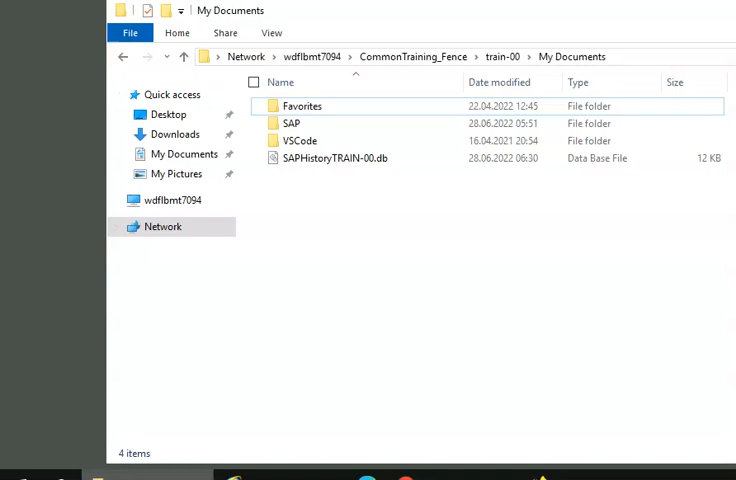 My Documents
File Home Share View
Network wdflbmt7094 CommonTraining_Fence train-00 My Documents
Name Date modified Type Size
Quick access
Desktop
Downloads
My Documents
My Pictures
wdflbmt7094
Network
Favorites 22.04.2022 12:45 File folder
SAP 28.06.2022 05:51 File folder
VSCode 16.04.2021 20:54 File folder
SAPHistoryTRAIN-00.db 28.06.2022 06:30 Data Base File 12 KB
4 items